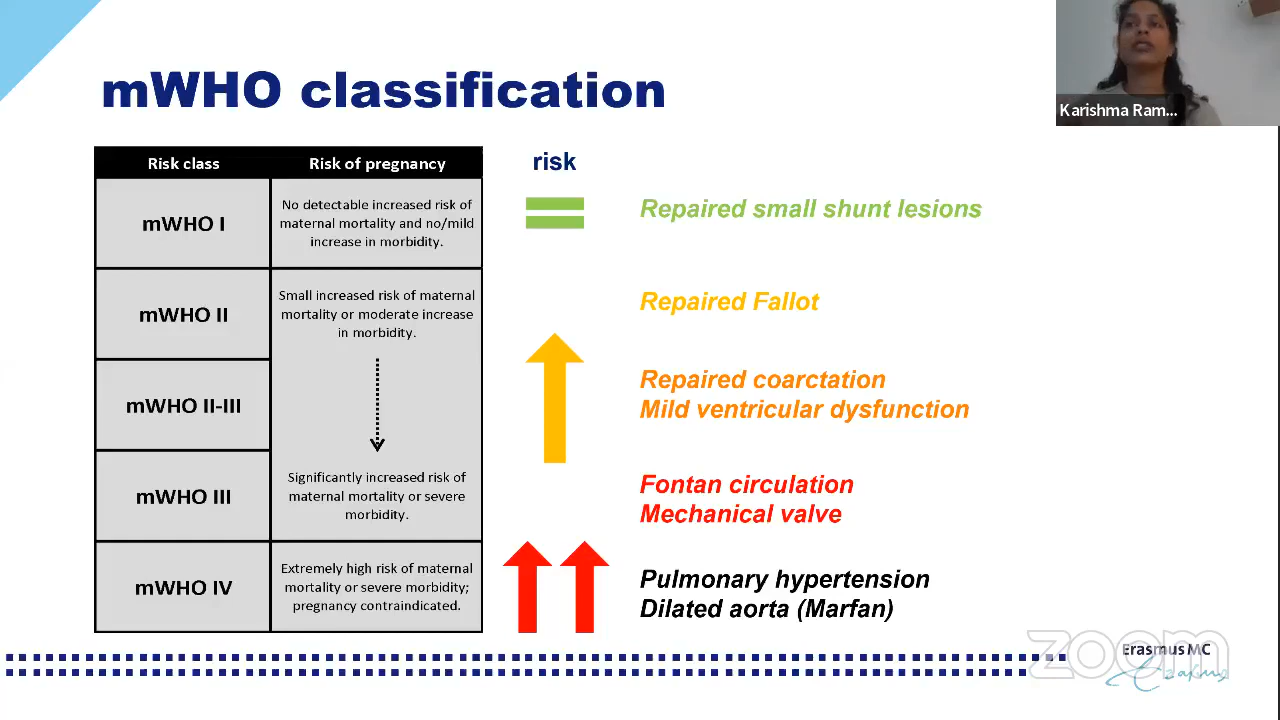 mWHO classification
Karishma Ram...
Risk class
Risk of pregnancy
risk
mWHO I
No detectable increased risk of
maternal mortality and no/mild
increase in morbidity.
Repaired small shunt lesions
mWHO II
Small increased risk of maternal
mortality or moderate increase
in morbidity.
Repaired Fallot
mWHO II-III
Repaired coarctation
Mild ventricular dysfunction
mWHO III
Significantly increased risk of
maternal mortality or severe
morbidity.
Fontan circulation
Mechanical valve
mWHO IV
Extremely high risk of maternal
mortality or severe morbidity;
pregnancy contraindicated.
Pulmonary hypertension
Dilated aorta (Marfan)
zoom
Erasmus MC
Erasmus